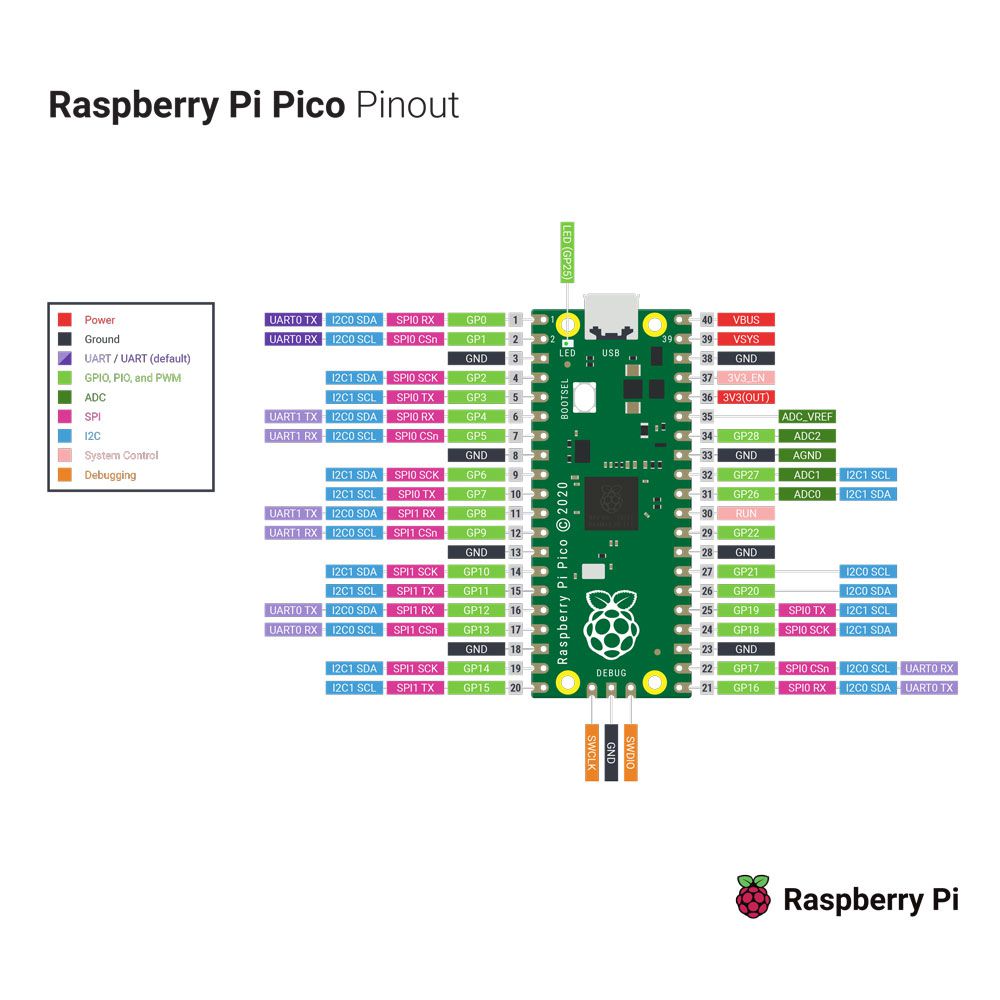 Raspberry Pi Pico Pinout
LED (GP25)
Power
Ground
UART / UART (default)
GPIO, PIO, and PWM
ADC
SPI
I2C
System Control
Debugging
UART0 TX I2C0 SDA SPI0 RX GP0 1
UART0 RX I2C0 SCL SPI0 CSn GP1 2
GND 3
I2C1 SDA SPI0 SCK GP2 4
I2C1 SCL SPI0 TX GP3 5
UART1 TX I2C0 SDA SPI0 RX GP4 6
UART1 RX I2C0 SCL SPI0 CSn GP5 7
GND 8
I2C1 SDA SPI0 SCK GP6 9
I2C1 SCL SPI0 TX GP7 10
UART1 TX I2C0 SDA SPI1 RX GP8 11
UART1 RX I2C0 SCL SPI1 CSn GP9 12
GND 13
I2C1 SDA SPI1 SCK GP10 14
I2C1 SCL SPI1 TX GP11 15
UART0 TX I2C0 SDA SPI1 RX GP12 16
UART0 RX I2C0 SCL SPI1 CSn GP13 17
GND 18
I2C1 SDA SPI1 SCK GP14 19
I2C1 SCL SPI1 TX GP15 20
1
2
39
LED
USB
BOOTSEL
Raspberry Pi Pico © 2020
DEBUG
40 VBUS
39 VSYS
38 GND
37 3V3_EN
36 3V3(OUT)
35 ADC_VREF
34 GP28 ADC2
33 GND AGND
32 GP27 ADC1 I2C1 SCL
31 GP26 ADC0 I2C1 SDA
30 RUN
29 GP22
28 GND
27 GP21 I2C0 SCL
26 GP20 I2C0 SDA
25 GP19 SPI0 TX I2C1 SCL
24 GP18 SPI0 SCK I2C1 SDA
23 GND
22 GP17 SPI0 CSn I2C0 SCL UART0 RX
21 GP16 SPI0 RX I2C0 SDA UART0 TX
SWCLK
GND
SWDIO
Raspberry Pi